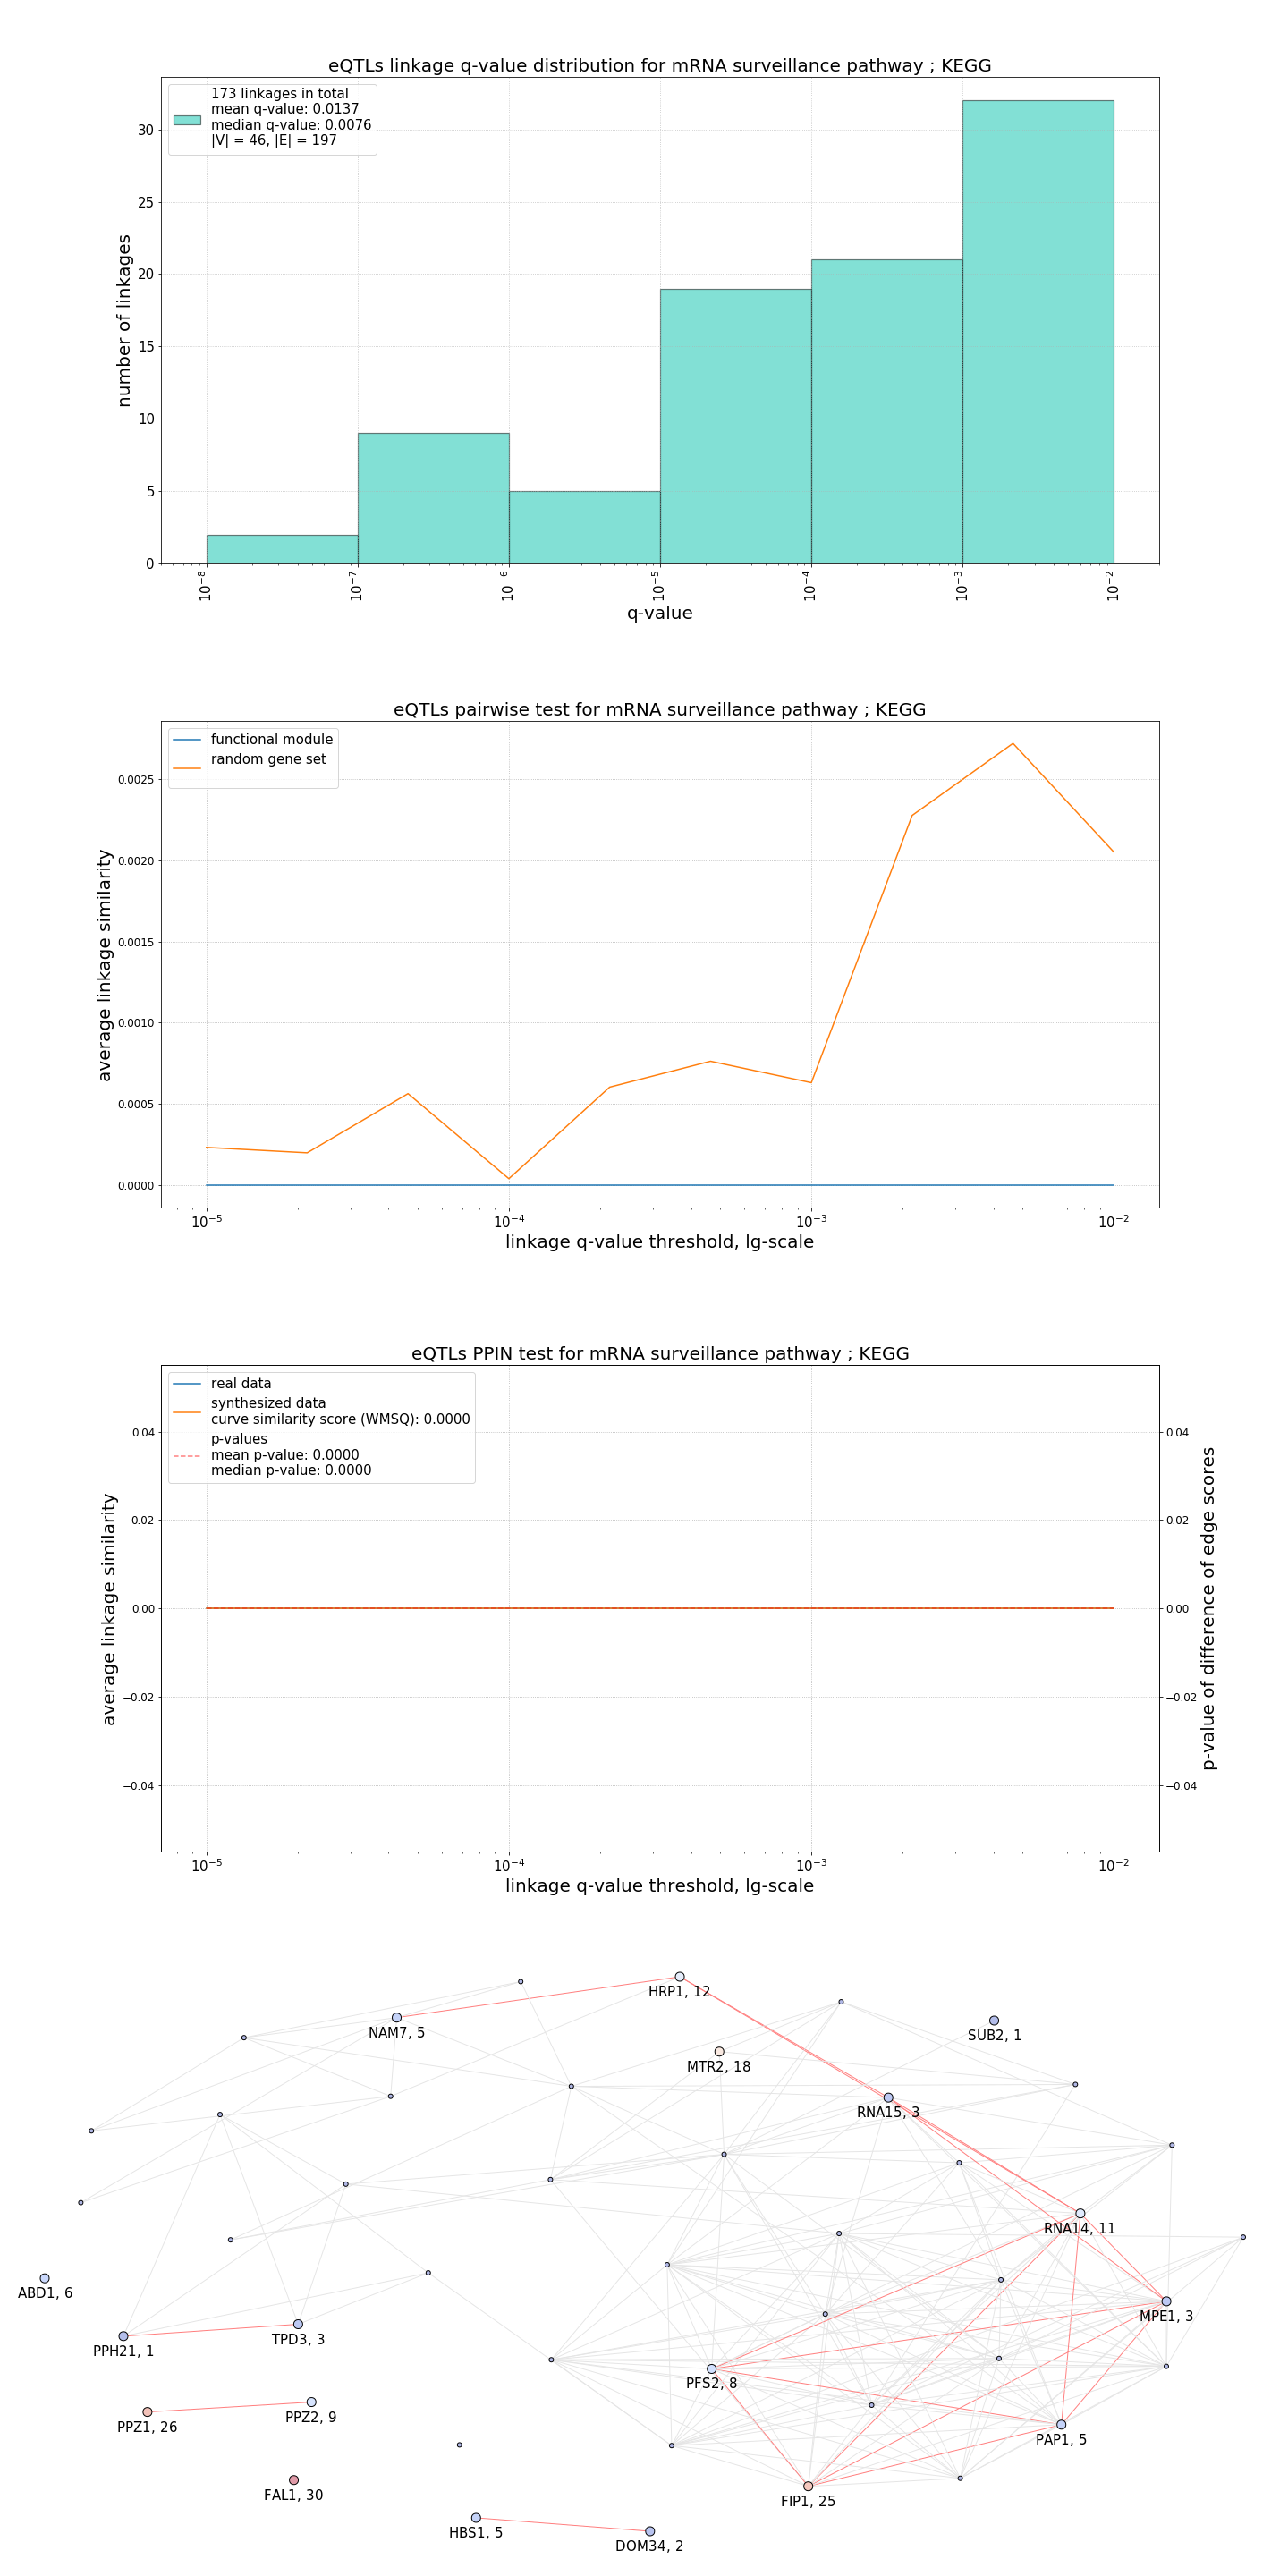 eQTLs linkage q-value distribution for mRNA surveillance pathway ; KEGG
173 linkages in total
mean q-value: 0.0137
median q-value: 0.0076
|V| = 46, |E| = 197
number of linkages
30
25
20
15
10
5
0
10⁻⁸ 10⁻⁷ 10⁻⁶ 10⁻⁵ 10⁻⁴ 10⁻³ 10⁻²
q-value
eQTLs pairwise test for mRNA surveillance pathway ; KEGG
functional module
random gene set
average linkage similarity
0.0025
0.0020
0.0015
0.0010
0.0005
0.0000
10⁻⁵ 10⁻⁴ 10⁻³ 10⁻²
linkage q-value threshold, lg-scale
eQTLs PPIN test for mRNA surveillance pathway ; KEGG
real data
synthesized data
curve similarity score (WMSQ): 0.0000
p-values
mean p-value: 0.0000
median p-value: 0.0000
average linkage similarity
0.04
0.02
0.00
−0.02
−0.04
0.04
0.02
0.00
−0.02
−0.04
p-value of difference of edge scores
10⁻⁵ 10⁻⁴ 10⁻³ 10⁻²
linkage q-value threshold, lg-scale
HRP1, 12
NAM7, 5
SUB2, 1
MTR2, 18
RNA15, 3
RNA14, 11
ABD1, 6
MPE1, 3
TPD3, 3
PPH21, 1
PFS2, 8
PPZ2, 9
PPZ1, 26
PAP1, 5
FAL1, 30
FIP1, 25
HBS1, 5
DOM34, 2